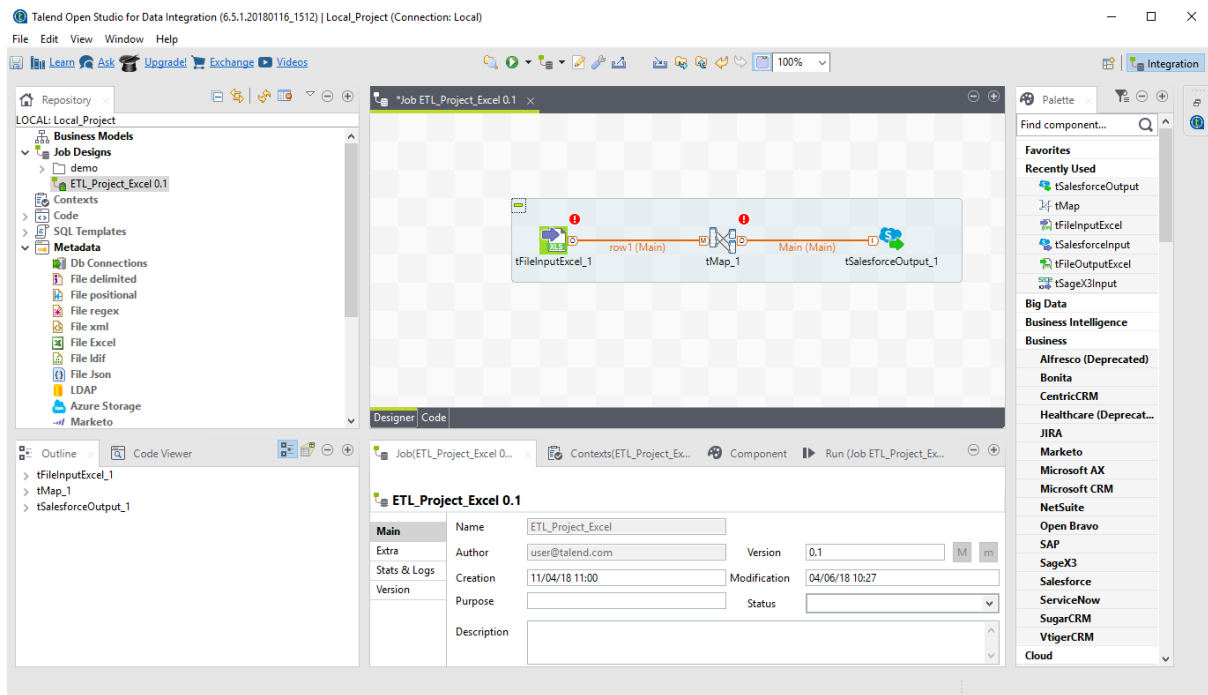 Talend Open Studio for Data Integration (6.5.1.20180116_1512) | Local_Project (Connection: Local)
File Edit View Window Help
Learn Ask Upgrade! Exchange Videos 100% Integration
Repository
LOCAL: Local_Project
Business Models
Job Designs
demo
ETL_Project_Excel 0.1
Contexts
Code
SQL Templates
Metadata
Db Connections
File delimited
File positional
File regex
File xml
File Excel
File ldif
File Json
LDAP
Azure Storage
Marketo
*Job ETL_Project_Excel 0.1
row1 (Main)
Main (Main)
tFileInputExcel_1
tMap_1
tSalesforceOutput_1
Designer Code
Palette
Find component...
Favorites
Recently Used
tSalesforceOutput
tMap
tFileInputExcel
tSalesforceInput
tFileOutputExcel
tSageX3Input
Big Data
Business Intelligence
Business
Alfresco (Deprecated)
Bonita
CentricCRM
Healthcare (Deprecat...
JIRA
Marketo
Microsoft AX
Microsoft CRM
NetSuite
Open Bravo
SAP
SageX3
Salesforce
ServiceNow
SugarCRM
VtigerCRM
Cloud
Outline Code Viewer
tFileInputExcel_1
tMap_1
tSalesforceOutput_1
Job(ETL_Project_Excel 0... Contexts(ETL_Project_Ex... Component Run (Job ETL_Project_Ex...
ETL_Project_Excel 0.1
Main
Extra
Stats & Logs
Version
Name ETL_Project_Excel
Author user@talend.com Version 0.1 M m
Creation 11/04/18 11:00 Modification 04/06/18 10:27
Purpose Status
Description